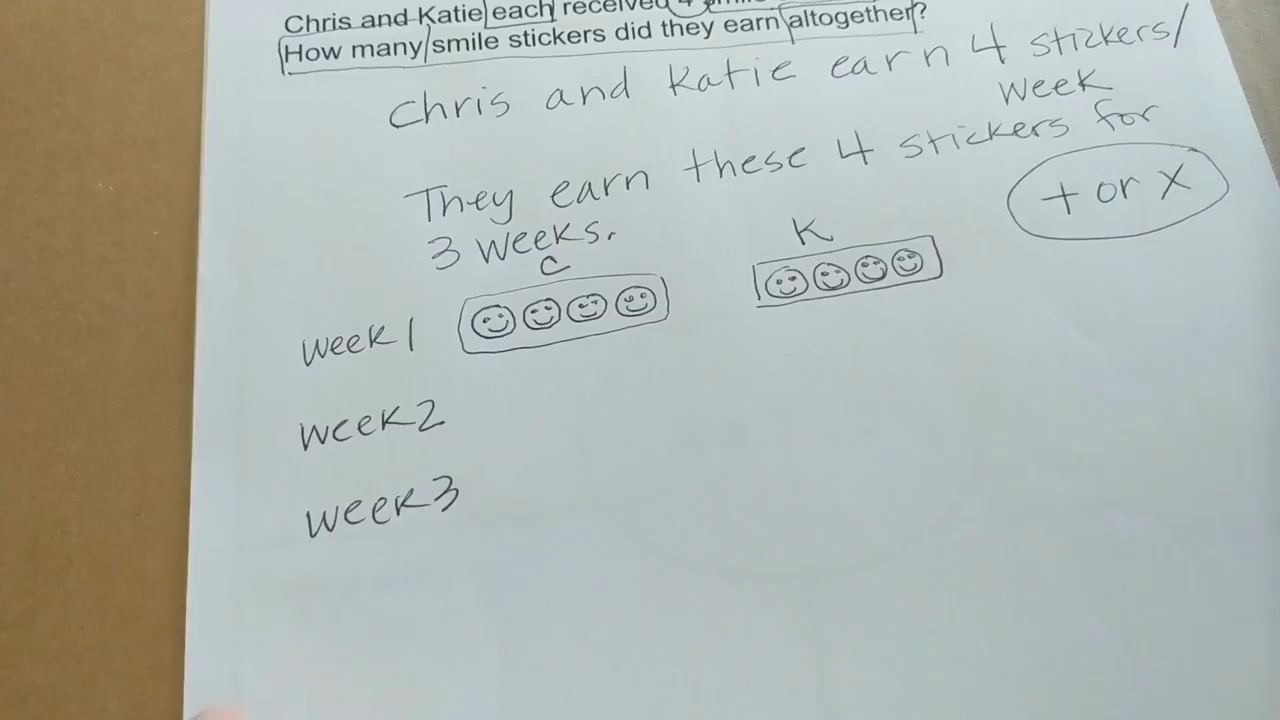 Chris and Katie each received 4
How many smile stickers did they earn altogether?
Chris and Katie earn 4 stickers/
week
They earn these 4 stickers for
3 weeks.
+ or x
C
K
week 1
week 2
week 3